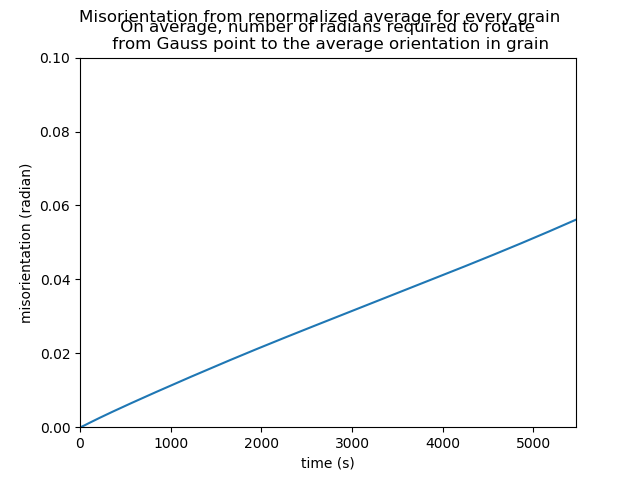 Misorientation from renormalized average for every grain
On average, number of radians required to rotate
from Gauss point to the average orientation in grain
0.10
0.08
0.06
0.04
0.02
0.00
misorientation (radian)
0 1000 2000 3000 4000 5000
time (s)